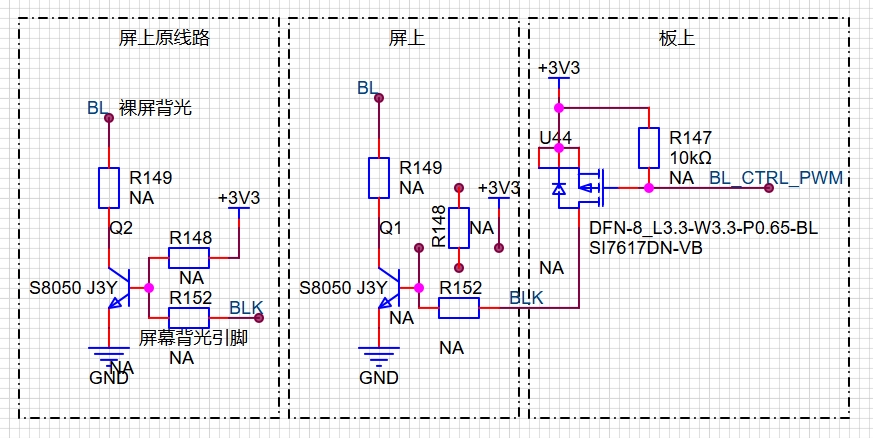 屏上原线路
BL
裸屏背光
R149
NA
+3V3
Q2
R148
S8050 J3Y
NA
R152
BLK
屏幕背光引脚
NA
NA
GND
屏上
BL
R149
NA
+3V3
R148
NA
Q1
S8050 J3Y
R152
BLK
NA
NA
GND
板上
+3V3
U44
R147
10kΩ
NA
BL_CTRL_PWM
DFN-8_L3.3-W3.3-P0.65-BL
SI7617DN-VB
NA